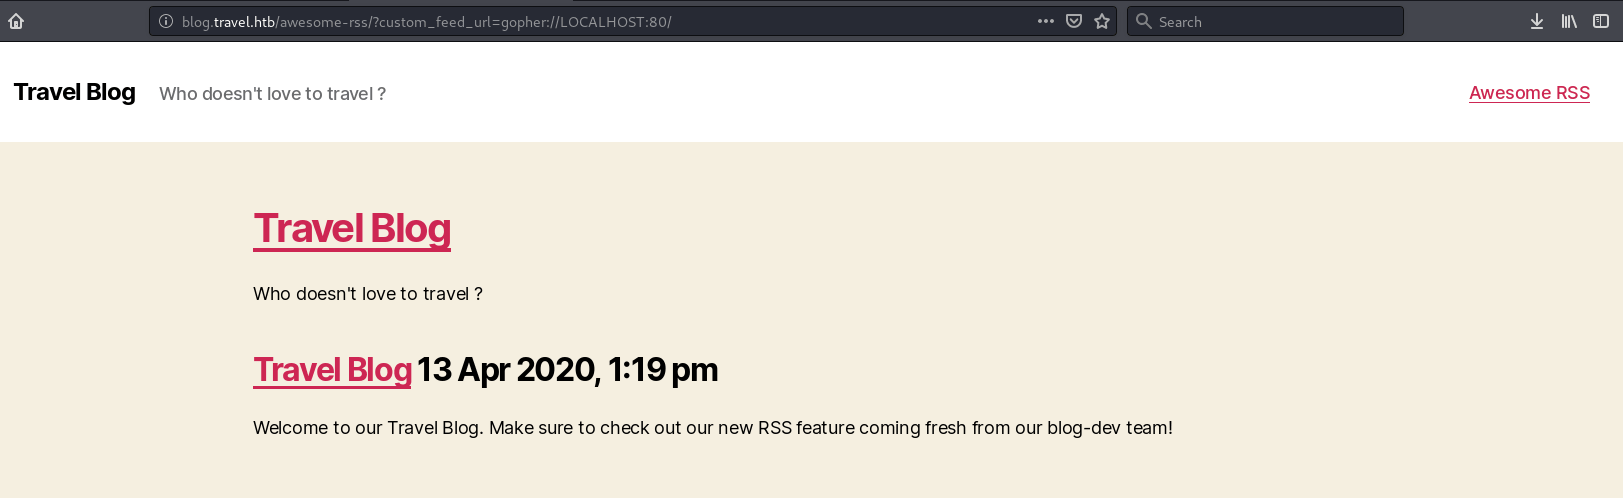 blog.travel.htb/awesome-rss/?custom_feed_url=gopher://LOCALHOST:80/
Search
Travel Blog Who doesn't love to travel ? Awesome RSS
Travel Blog
Who doesn't love to travel ?
Travel Blog 13 Apr 2020, 1:19 pm
Welcome to our Travel Blog. Make sure to check out our new RSS feature coming fresh from our blog-dev team!